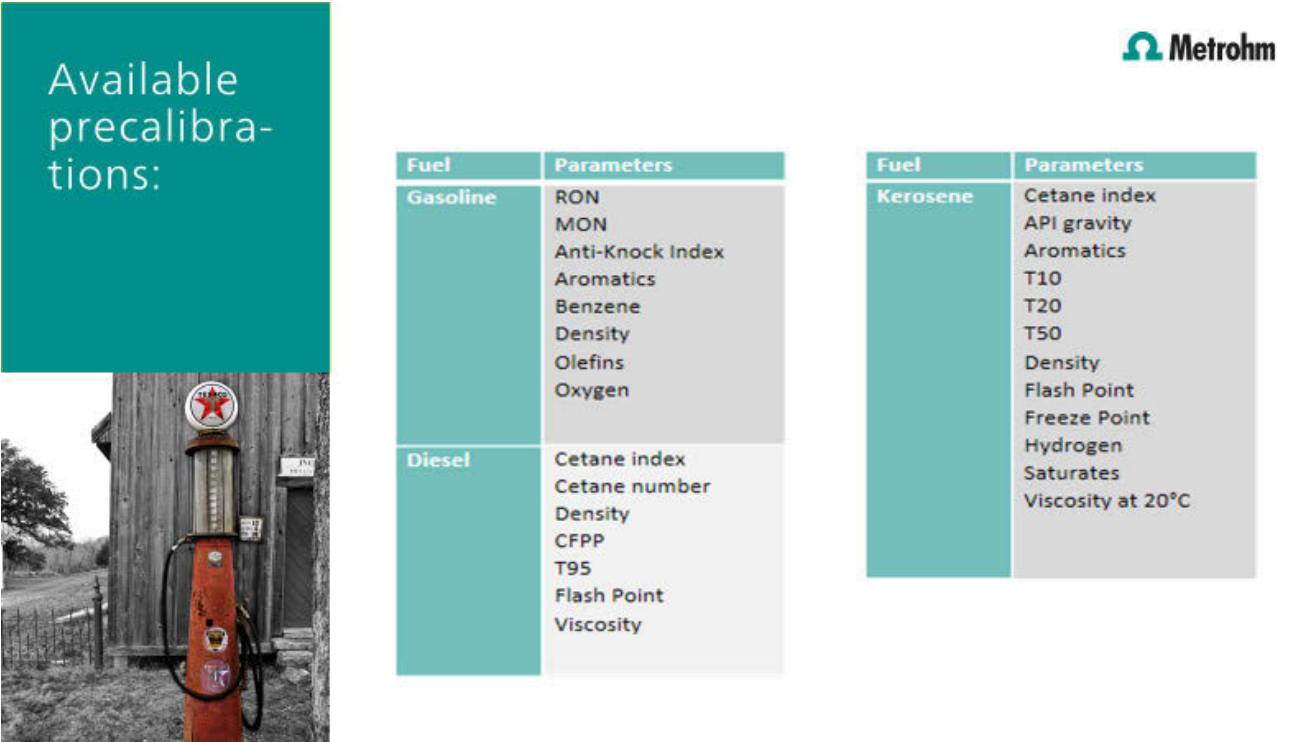 Available
precalibra-
tions:
Metrohm
Fuel Parameters
Gasoline RON
MON
Anti-Knock Index
Aromatics
Benzene
Density
Olefins
Oxygen
Diesel Cetane index
Cetane number
Density
CFPP
T95
Flash Point
Viscosity
Fuel Parameters
Kerosene Cetane index
API gravity
Aromatics
T10
T20
T50
Density
Flash Point
Freeze Point
Hydrogen
Saturates
Viscosity at 20°C
TEXACO